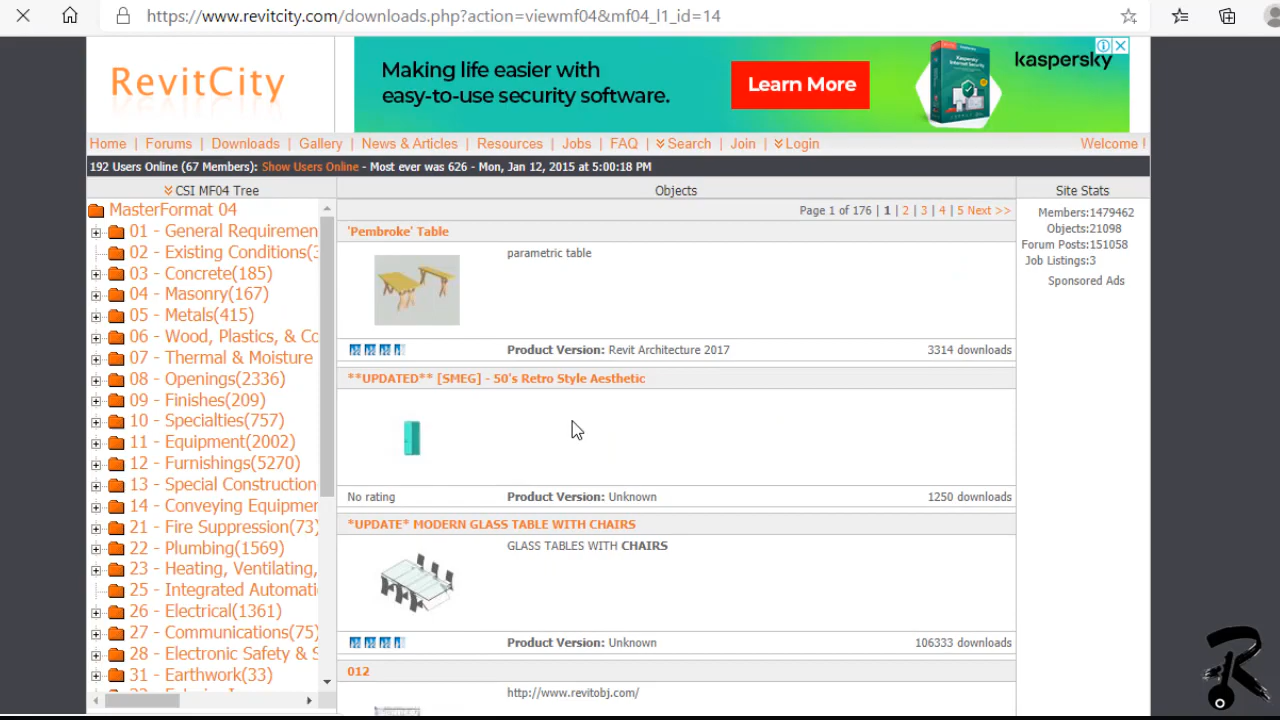 https://www.revitcity.com/downloads.php?action=viewmf04&mf04_l1_id=14
RevitCity
Making life easier with
easy-to-use security software.
Learn More
kaspersky
Home | Forums | Downloads | Gallery | News & Articles | Resources | Jobs | FAQ | Search | Join | Login
Welcome !
192 Users Online (67 Members): Show Users Online - Most ever was 626 - Mon, Jan 12, 2015 at 5:00:18 PM
CSI MF04 Tree
MasterFormat 04
01 - General Requiremen
02 - Existing Conditions(3
03 - Concrete(185)
04 - Masonry(167)
05 - Metals(415)
06 - Wood, Plastics, & Co
07 - Thermal & Moisture
08 - Openings(2336)
09 - Finishes(209)
10 - Specialties(757)
11 - Equipment(2002)
12 - Furnishings(5270)
13 - Special Construction
14 - Conveying Equipmen
21 - Fire Suppression(73)
22 - Plumbing(1569)
23 - Heating, Ventilating,
25 - Integrated Automati
26 - Electrical(1361)
27 - Communications(75)
28 - Electronic Safety & S
31 - Earthwork(33)
Objects
Page 1 of 176 | 1 | 2 | 3 | 4 | 5 Next >>
'Pembroke' Table
parametric table
Product Version: Revit Architecture 2017
3314 downloads
**UPDATED** [SMEG] - 50's Retro Style Aesthetic
No rating
Product Version: Unknown
1250 downloads
*UPDATE* MODERN GLASS TABLE WITH CHAIRS
GLASS TABLES WITH CHAIRS
Product Version: Unknown
106333 downloads
012
http://www.revitobj.com/
Site Stats
Members:1479462
Objects:21098
Forum Posts:151058
Job Listings:3
Sponsored Ads